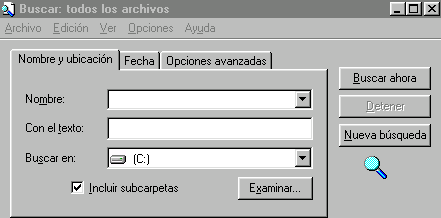 Buscar: todos los archivos
Archivo Edición Ver Opciones Ayuda
Nombre y ubicación Fecha Opciones avanzadas
Nombre:
Con el texto:
Buscar en: (C:)
Incluir subcarpetas Examinar...
Buscar ahora
Detener
Nueva búsqueda